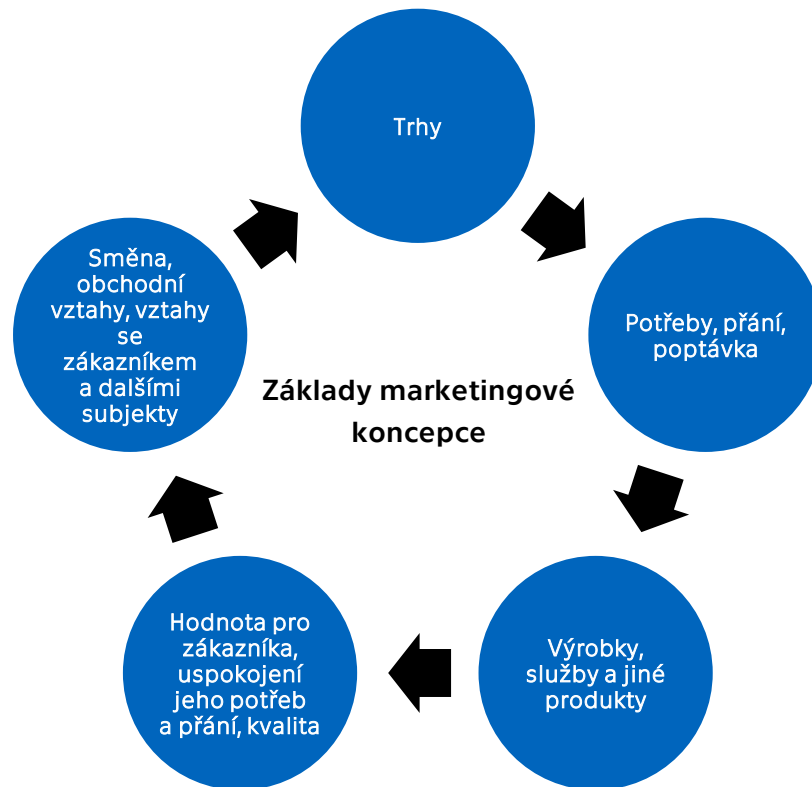 Trhy
Potřeby, přání,
poptávka
Výrobky,
služby a jiné
produkty
Hodnota pro
zákazníka,
uspokojení
jeho potřeb
a přání, kvalita
Směna,
obchodní
vztahy, vztahy
se
zákazníkem
a dalšími
subjekty
Základy marketingové
koncepce